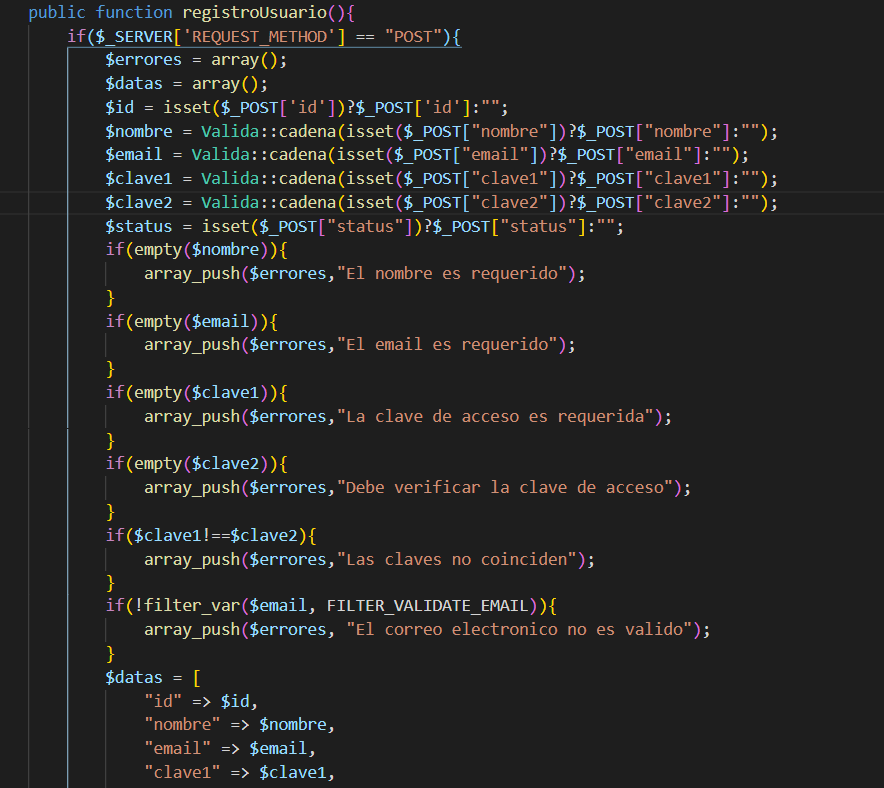 public function registroUsuario(){
if($_SERVER['REQUEST_METHOD'] == "POST"){
$errores = array();
$datas = array();
$id = isset($_POST['id'])?$_POST['id']:"";
$nombre = Valida::cadena(isset($_POST["nombre"])?$_POST["nombre"]:"");
$email = Valida::cadena(isset($_POST["email"])?$_POST["email"]:"");
$clave1 = Valida::cadena(isset($_POST["clave1"])?$_POST["clave1"]:"");
$clave2 = Valida::cadena(isset($_POST["clave2"])?$_POST["clave2"]:"");
$status = isset($_POST["status"])?$_POST["status"]:"";
if(empty($nombre)){
array_push($errores,"El nombre es requerido");
}
if(empty($email)){
array_push($errores,"El email es requerido");
}
if(empty($clave1)){
array_push($errores,"La clave de acceso es requerida");
}
if(empty($clave2)){
array_push($errores,"Debe verificar la clave de acceso");
}
if($clave1!==$clave2){
array_push($errores,"Las claves no coinciden");
}
if(!filter_var($email, FILTER_VALIDATE_EMAIL)){
array_push($errores, "El correo electronico no es valido");
}
$datas = [
"id" => $id,
"nombre" => $nombre,
"email" => $email,
"clave1" => $clave1,